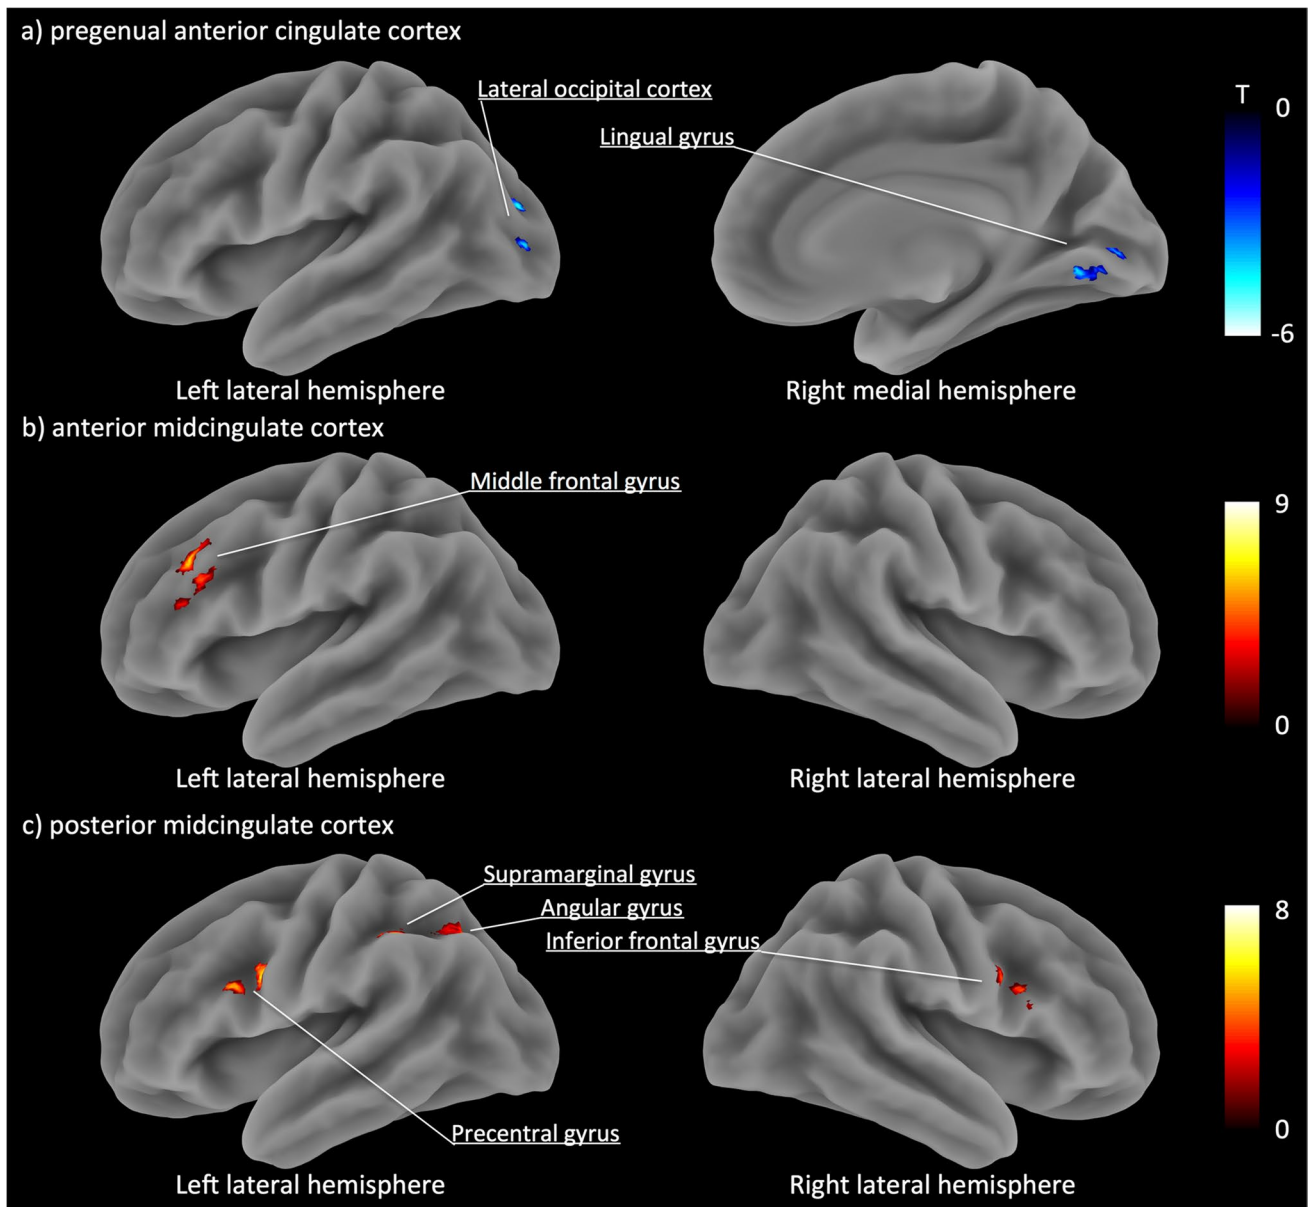 a) pregenual anterior cingulate cortex
Lateral occipital cortex
Lingual gyrus
T
0
-6
Left lateral hemisphere
Right medial hemisphere
b) anterior midcingulate cortex
Middle frontal gyrus
9
0
Left lateral hemisphere
Right lateral hemisphere
c) posterior midcingulate cortex
Supramarginal gyrus
Angular gyrus
Inferior frontal gyrus
8
0
Precentral gyrus
Left lateral hemisphere
Right lateral hemisphere